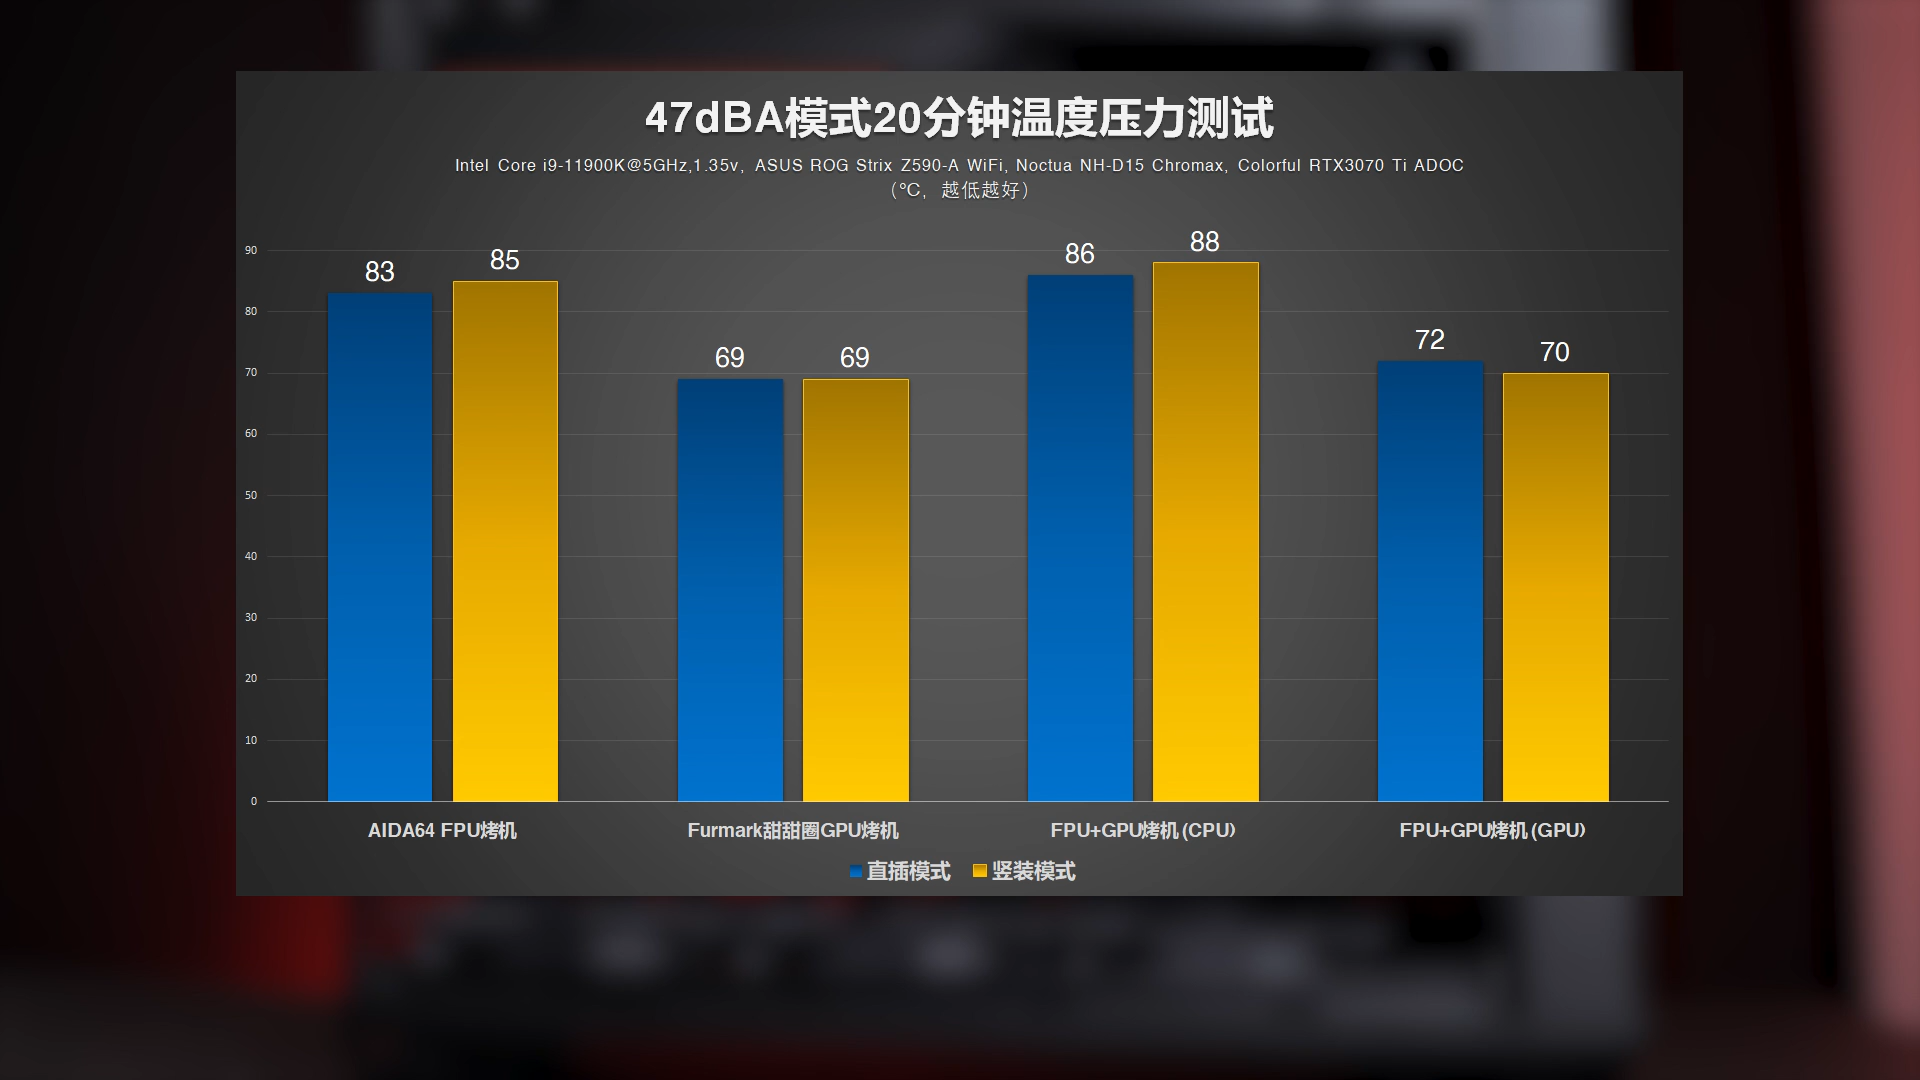 47dBA模式20分钟温度压力测试
Intel Core i9-11900K@5GHz,1.35v, ASUS ROG Strix Z590-A WiFi, Noctua NH-D15 Chromax, Colorful RTX3070 Ti ADOC
（℃，越低越好）
90
80
70
60
50
40
30
20
10
0
83 85 69 69 86 88 72 70
AIDA64 FPU烤机 Furmark甜甜圈GPU烤机 FPU+GPU烤机 (CPU) FPU+GPU烤机 (GPU)
直插模式 竖装模式